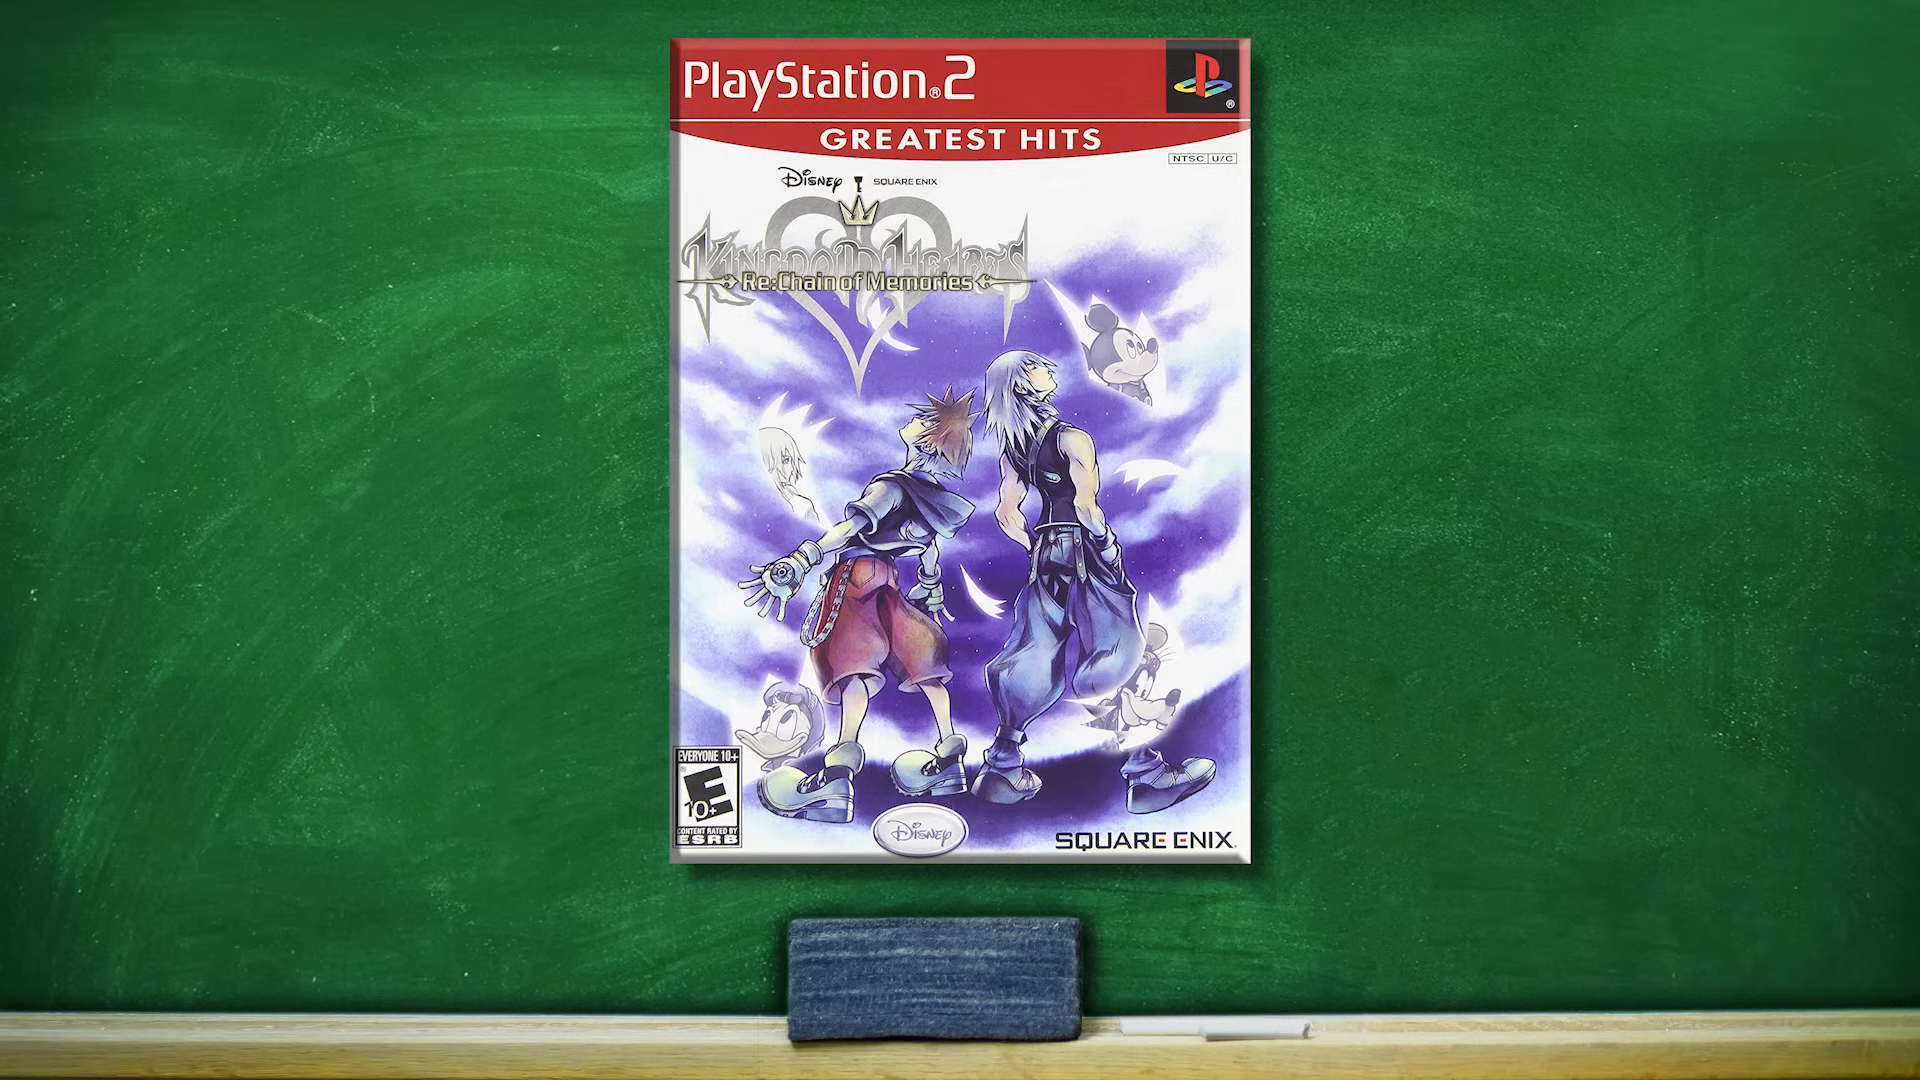 PlayStation®2
®
GREATEST HITS
NTSC U/C
Disney SQUARE ENIX
KINGDOM HEARTS
Re:Chain of Memories
EVERYONE 10+
E
10+
CONTENT RATED BY
ESRB
Disney
SQUARE ENIX®